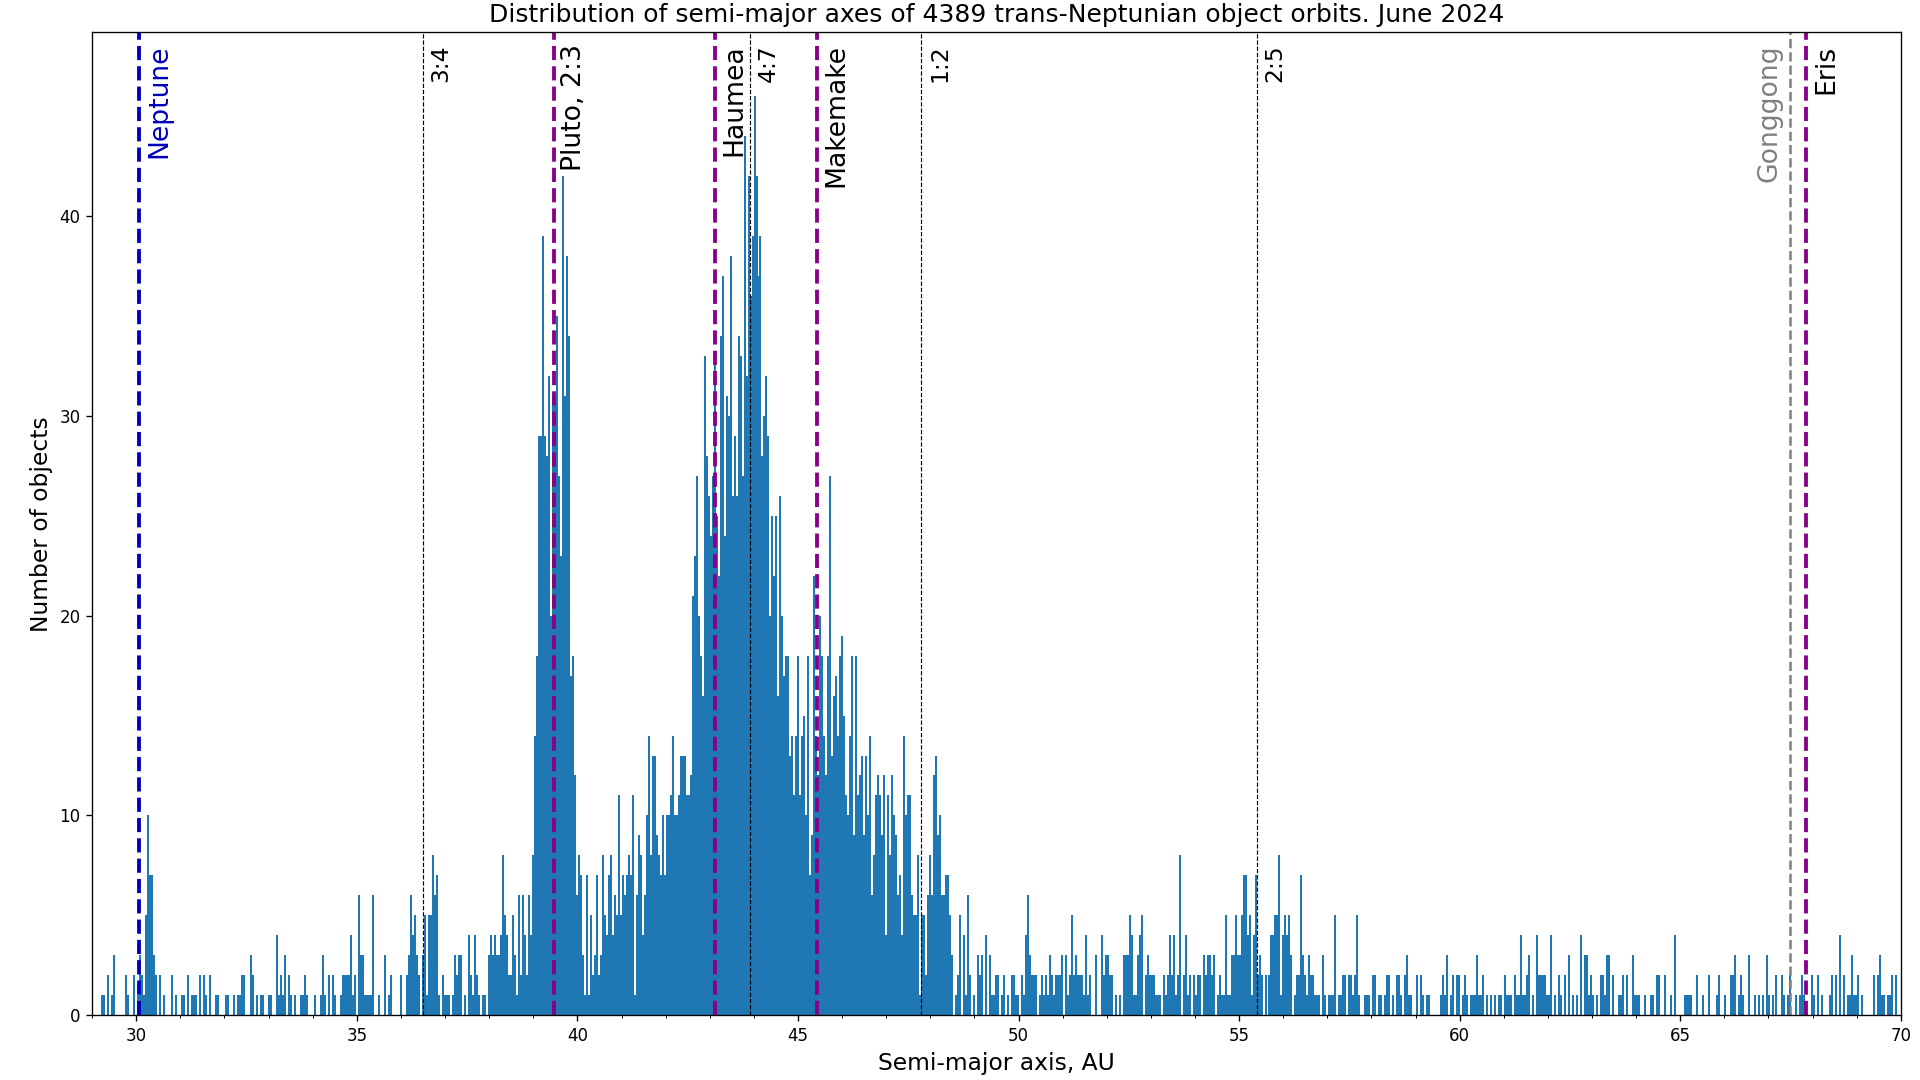 Distribution of semi-major axes of 4389 trans-Neptunian object orbits. June 2024
Neptune
3:4
Pluto, 2:3
Haumea
4:7
Makemake
1:2
2:5
Gonggong
Eris
Number of objects
40
30
20
10
0
30
35
40
45
50
55
60
65
70
Semi-major axis, AU